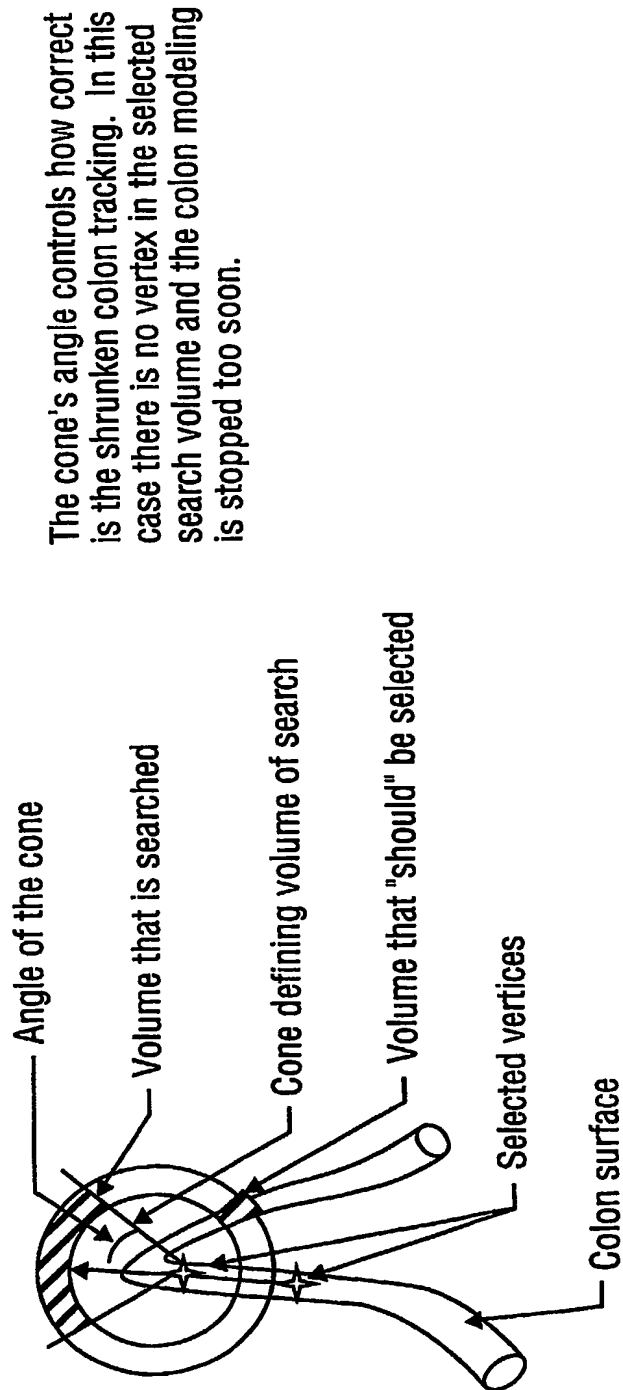 Angle of the cone
Volume that is searched
Cone defining volume of search
Volume that "should" be selected
Selected vertices
Colon surface
The cone's angle controls how correct
is the shrunken colon tracking. In this
case there is no vertex in the selected
search volume and the colon modeling
is stopped too soon.